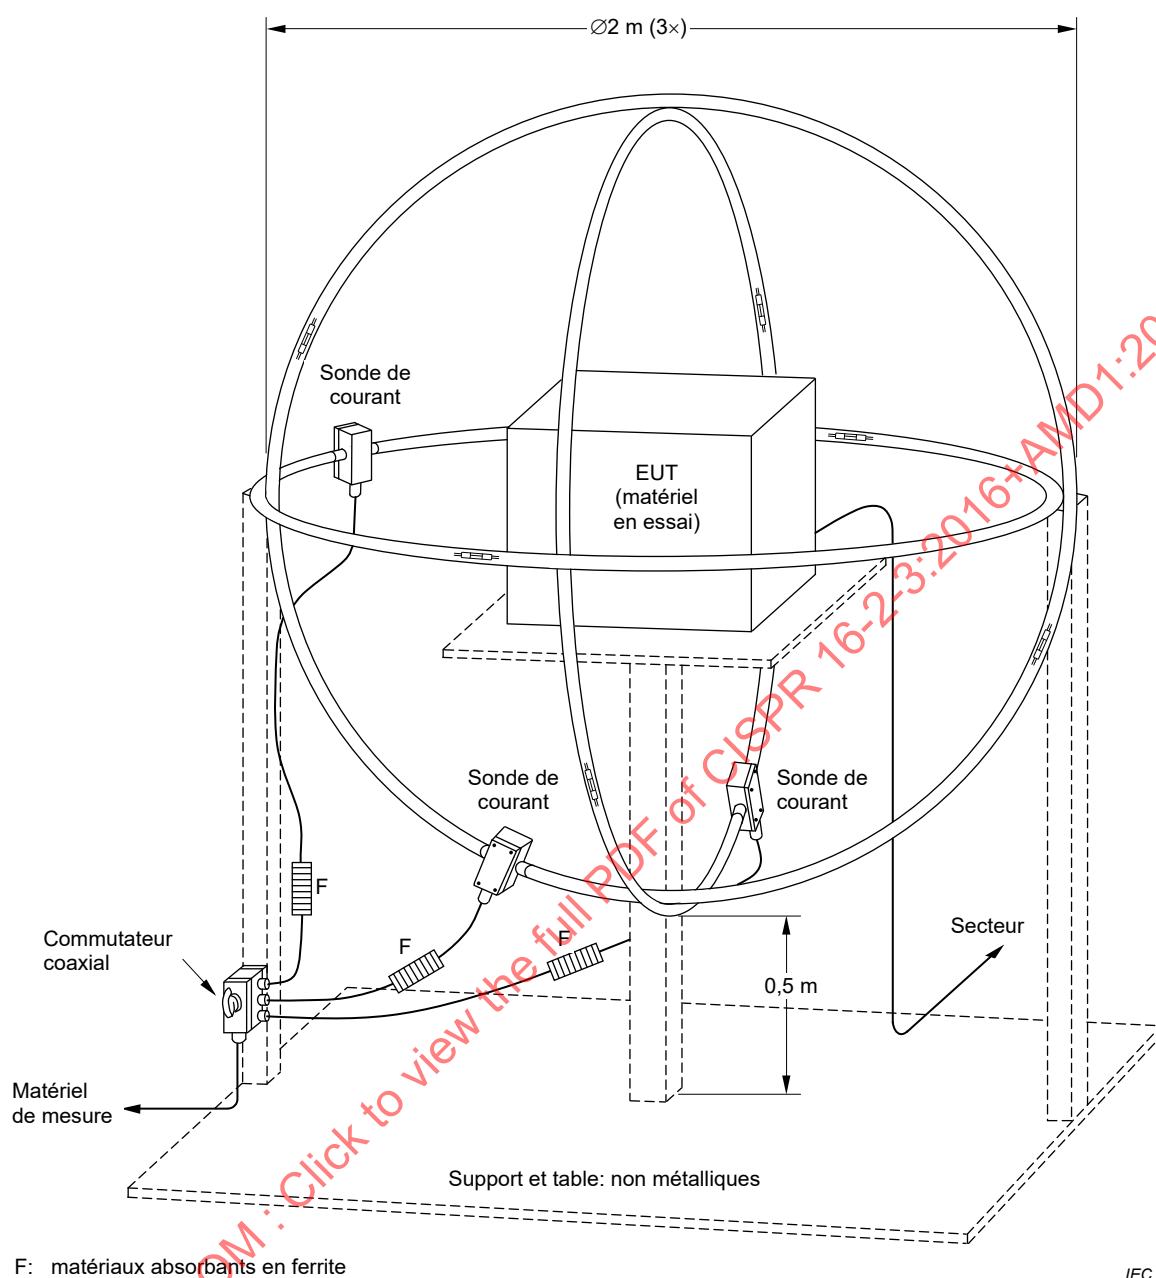 ∅2 m (3×)
Sonde de
courant
EUT
(matériel
en essai)
Sonde de
courant
Sonde de
courant
F
F
F
Commutateur
coaxial
Secteur
0,5 m
Matériel
de mesure
Support et table: non métalliques
F: matériaux absorbants en ferrite
IEC
OM : Click to view the full PDF of CISPR 16-2-3:2016+AMD1:20